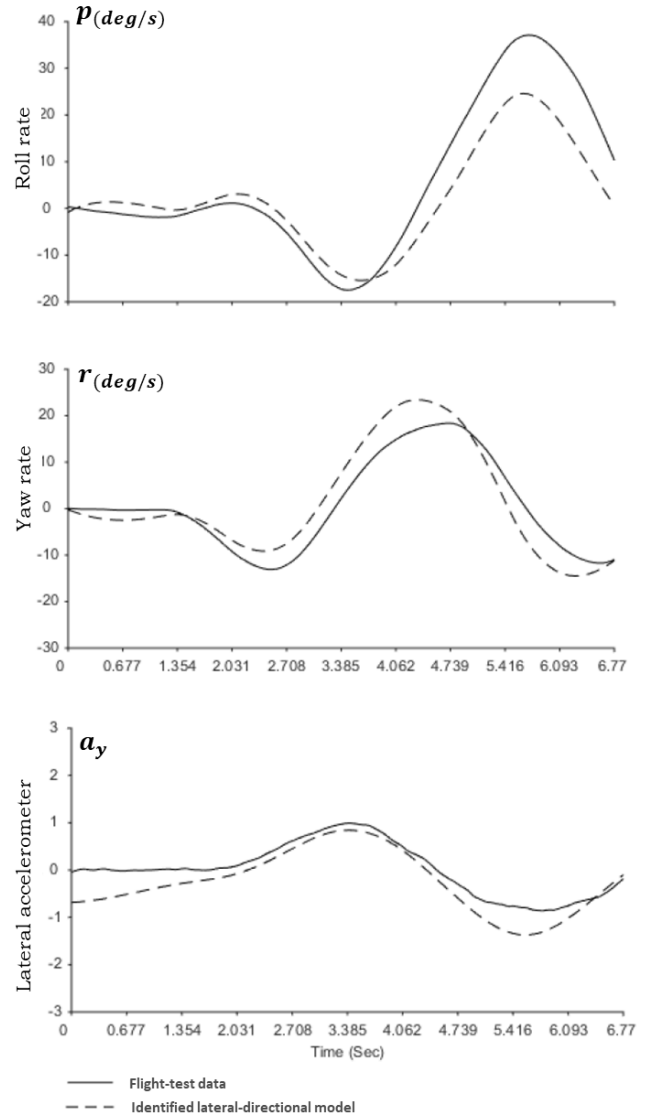 p(deg/s)
Roll rate
40
30
20
10
0
-10
-20
r(deg/s)
Yaw rate
30
20
10
0
-10
-20
-30
0 0.677 1.354 2.031 2.708 3.385 4.062 4.739 5.416 6.093 6.77
ay
Lateral accelerometer
3
2
1
0
-1
-2
-3
0 0.677 1.354 2.031 2.708 3.385 4.062 4.739 5.416 6.093 6.77
Time (Sec)
Flight-test data
Identified lateral-directional model